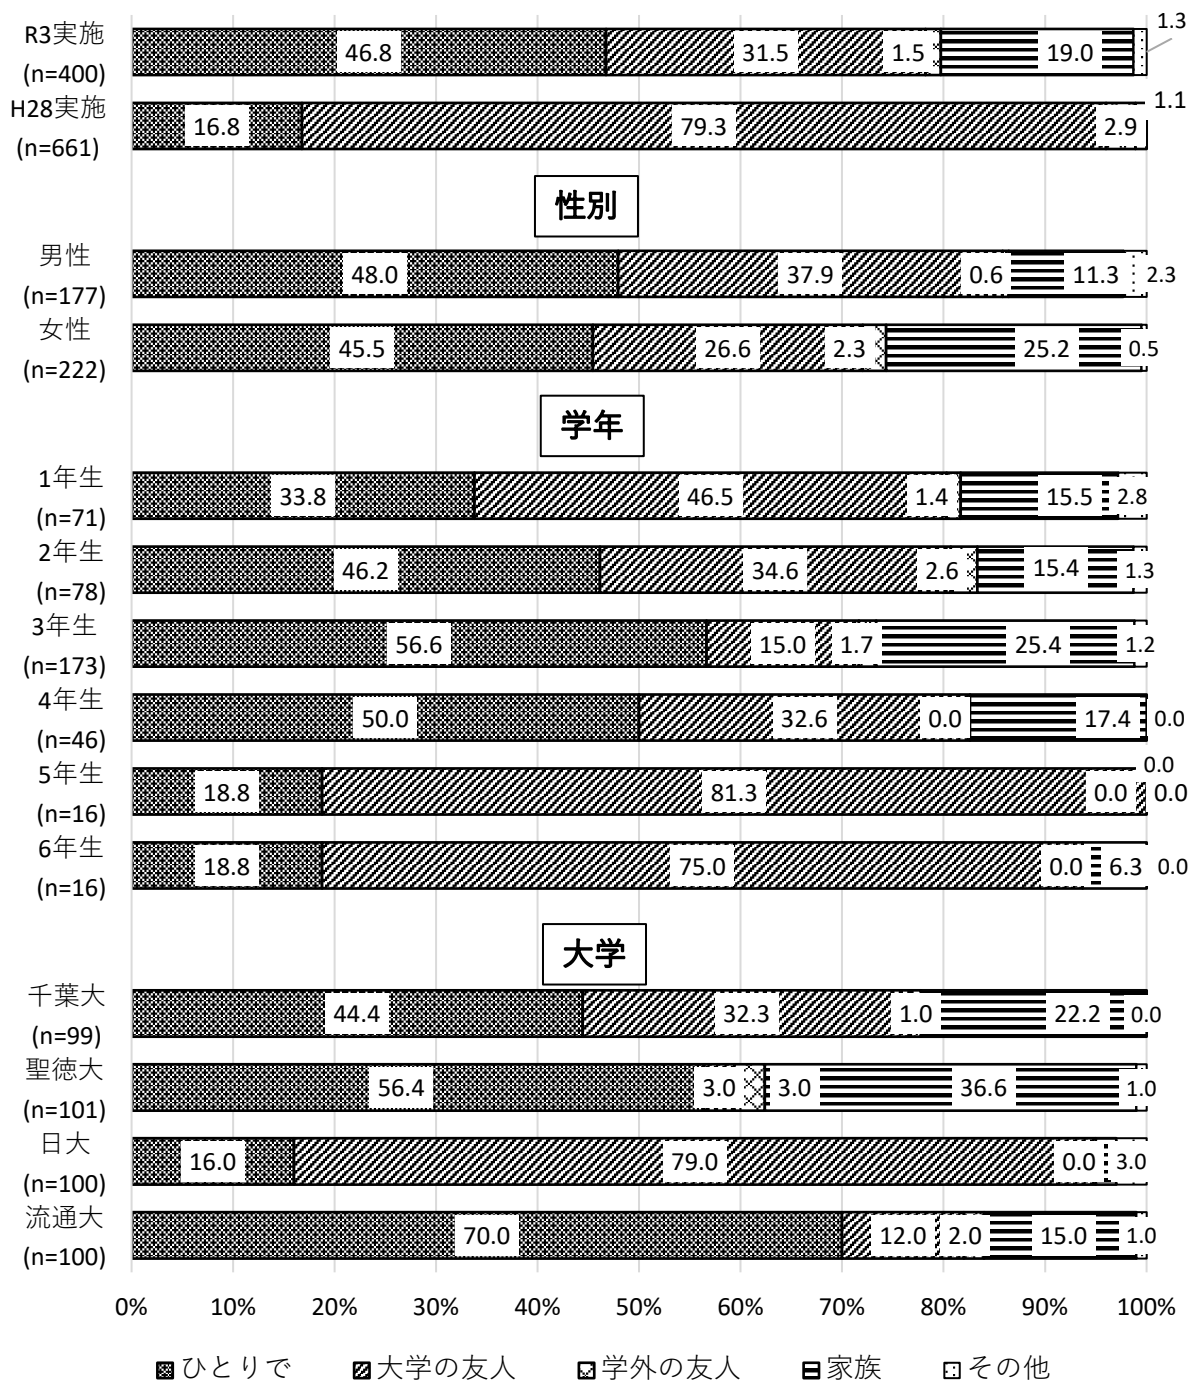 1.3
R3実施 46.8 31.5 1.5 19.0
(n=400)
1.1
H28実施 16.8 79.3 2.9
(n=661)
性別
男性 48.0 37.9 0.6 11.3 2.3
(n=177)
女性 45.5 26.6 2.3 25.2 0.5
(n=222)
学年
1年生 33.8 46.5 1.4 15.5 2.8
(n=71)
2年生 46.2 34.6 2.6 15.4 1.3
(n=78)
3年生 56.6 15.0 1.7 25.4 1.2
(n=173)
4年生 50.0 32.6 0.0 17.4 0.0
(n=46)
0.0
5年生 18.8 81.3 0.0 0.0
(n=16)
6年生 18.8 75.0 0.0 6.3 0.0
(n=16)
大学
千葉大 44.4 32.3 1.0 22.2 0.0
(n=99)
聖徳大 56.4 3.0 3.0 36.6 1.0
(n=101)
日大 16.0 79.0 0.0 3.0
(n=100)
流通大 70.0 12.0 2.0 15.0 1.0
(n=100)
0% 10% 20% 30% 40% 50% 60% 70% 80% 90% 100%
ひとりで 大学の友人 学外の友人 家族 その他